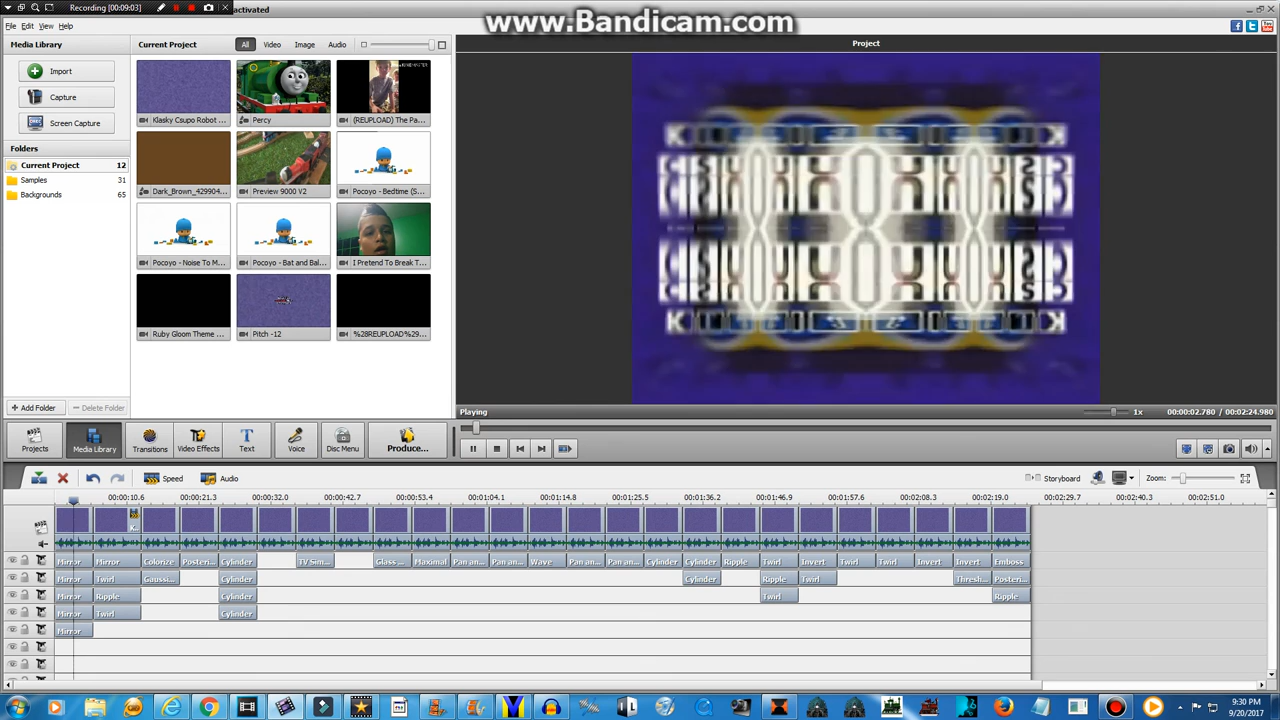 Recording [00:09:03]
activated
www.Bandicam.com
File Edit View Help
Media Library
Current Project
All Video Image Audio
Project
Import
Capture
Screen Capture
Folders
Current Project 12
Samples 31
Backgrounds 65
Klasky Csupo Robot ...
Percy
(REUPLOAD) The Pa...
Dark_Brown_429904...
Preview 9000 V2
Pocoyo - Bedtime (S...
Pocoyo - Noise To M...
Pocoyo - Bat and Bal...
I Pretend To Break T...
Ruby Gloom Theme ...
Pitch -12
%28REUPLOAD%29...
Add Folder
Delete Folder
Playing
1x
00:00:02.780 / 00:02:24.980
Projects
Media Library
Transitions
Video Effects
Text
Voice
Disc Menu
Produce...
Speed
Audio
Storyboard
Zoom:
00:00:10.6 00:00:21.3 00:00:32.0 00:00:42.7 00:00:53.4 00:01:04.1 00:01:14.8 00:01:25.5 00:01:36.2 00:01:46.9 00:01:57.6 00:02:08.3 00:02:19.0 00:02:29.7 00:02:40.3 00:02:51.0
K...
Mirror Mirror Colorize Posteri... Cylinder TV Sim... Glass ... Maximal Pan an... Pan an... Wave Pan an... Pan an... Cylinder Cylinder Ripple Twirl Invert Twirl Twirl Invert Emboss
Mirror Twirl Gaussi... Cylinder Cylinder Ripple Twirl Thresh... Posteri...
Mirror Ripple Cylinder Twirl Ripple
Mirror Twirl Cylinder
Mirror
9:30 PM
9/20/2017